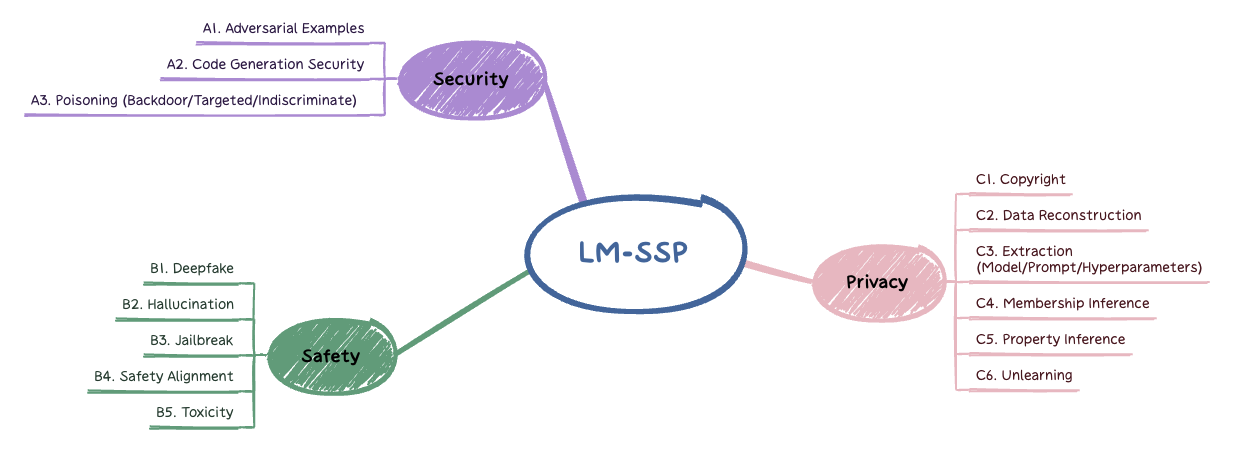 A1. Adversarial Examples
A2. Code Generation Security
A3. Poisoning (Backdoor/Targeted/Indiscriminate)
Security
LM-SSP
B1. Deepfake
B2. Hallucination
B3. Jailbreak
B4. Safety Alignment
B5. Toxicity
Safety
Privacy
C1. Copyright
C2. Data Reconstruction
C3. Extraction
(Model/Prompt/Hyperparameters)
C4. Membership Inference
C5. Property Inference
C6. Unlearning